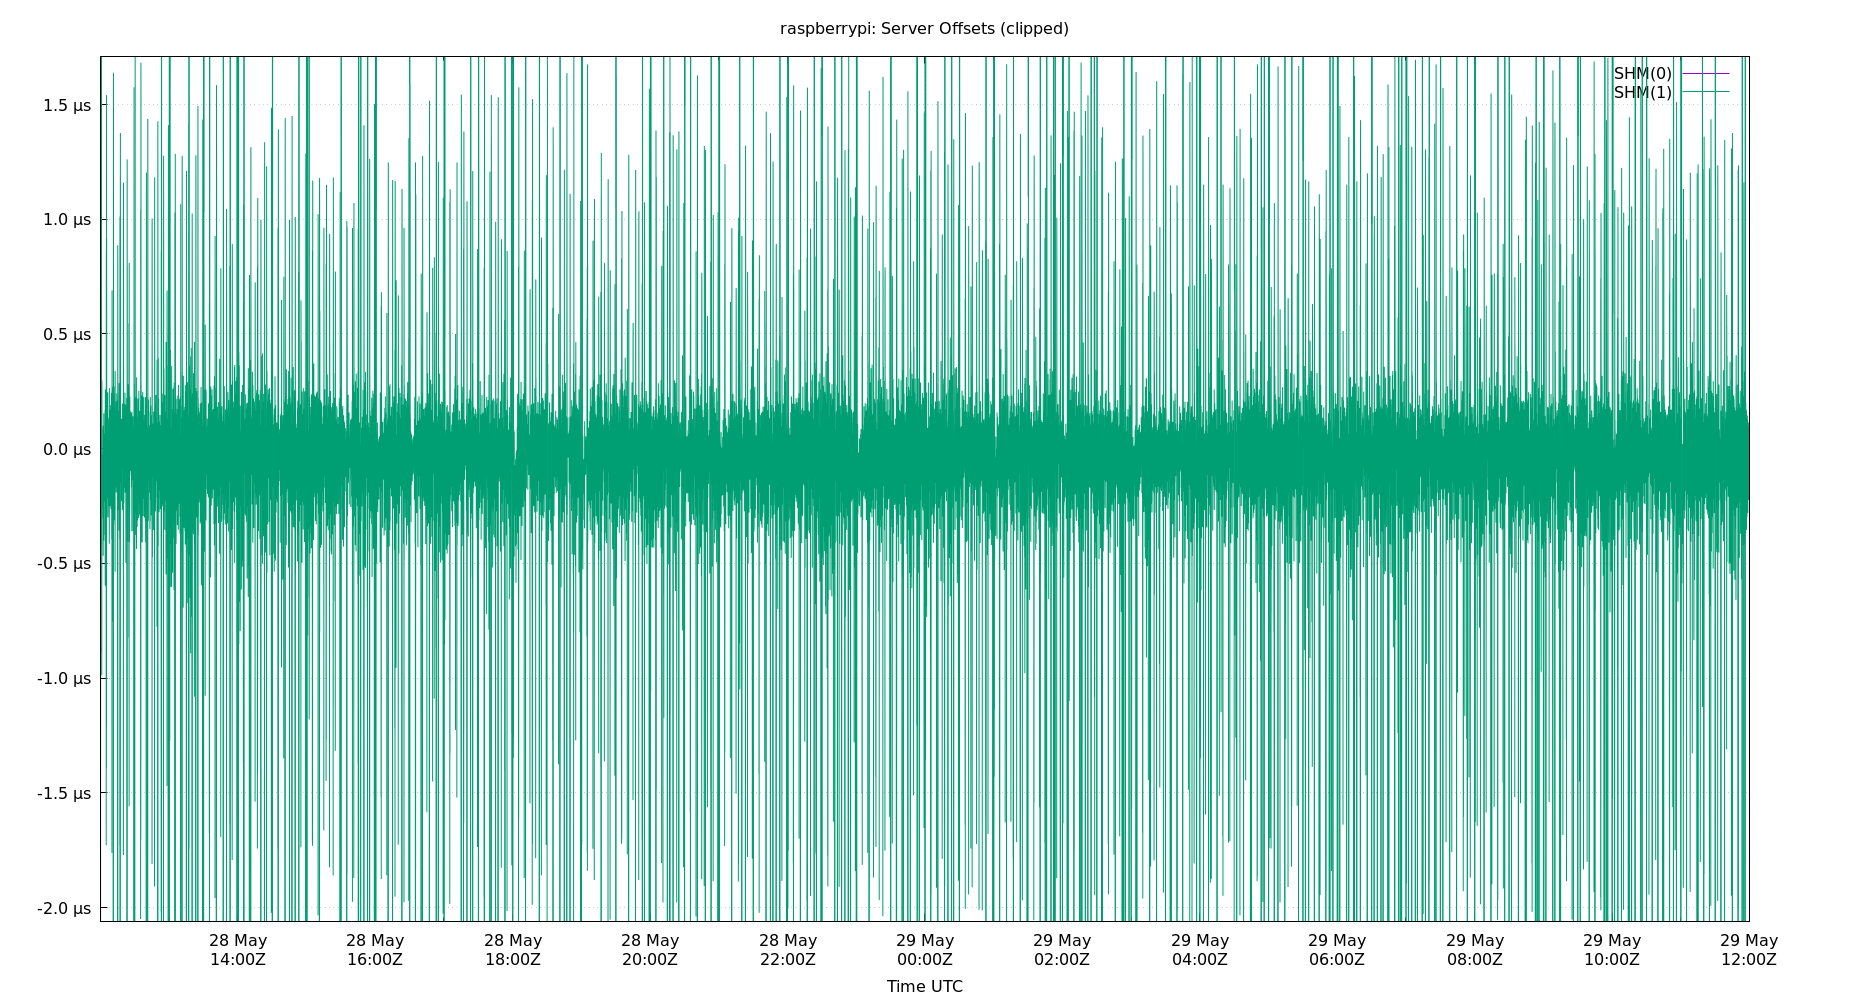 raspberrypi: Server Offsets (clipped)
SHM(0)
SHM(1)
1.5 µs
1.0 µs
0.5 µs
0.0 µs
-0.5 µs
-1.0 µs
-1.5 µs
-2.0 µs
28 May 28 May 28 May 28 May 28 May 29 May 29 May 29 May 29 May 29 May 29 May 29 May
14:00Z 16:00Z 18:00Z 20:00Z 22:00Z 00:00Z 02:00Z 04:00Z 06:00Z 08:00Z 10:00Z 12:00Z
Time UTC